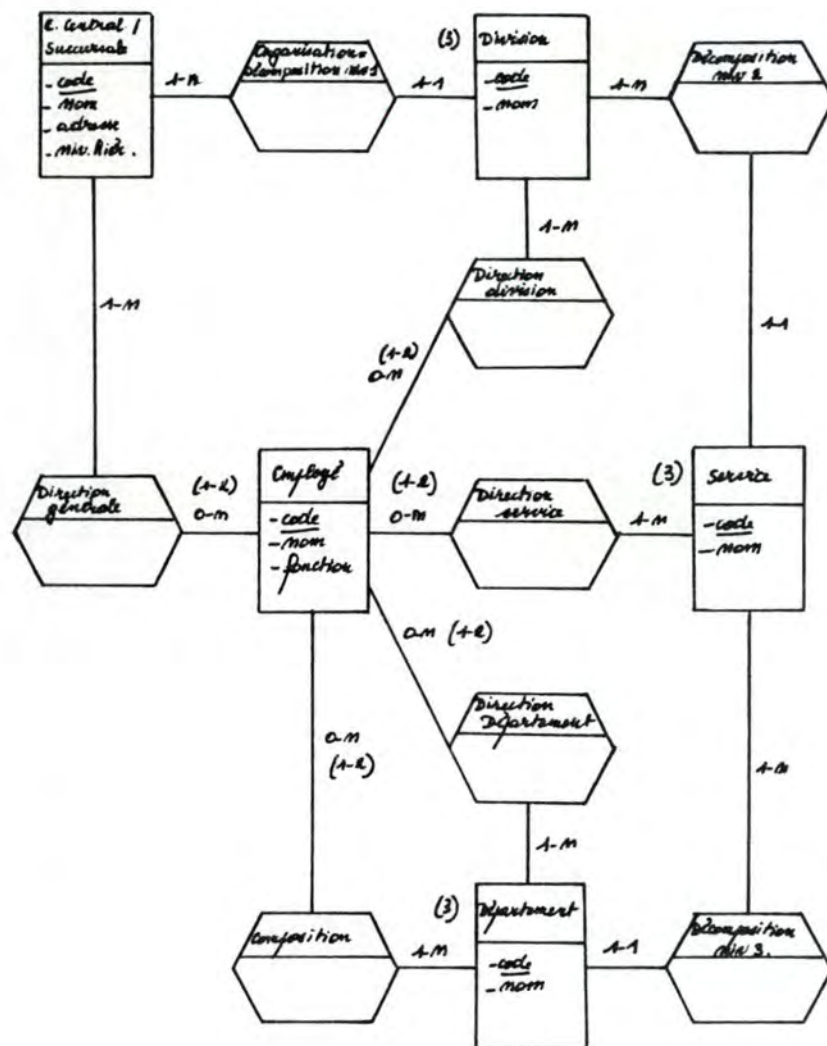 Succursale
- code
- nom
- adresse
- niv. hiér.
1-n
Organisation =
décomposition niv 1
1-1
(3)
Division
- code
- nom
1-n
Décomposition
niv 2
1-n
1-n
Direction
division
1-1
(1-2)
0-n
Direction
générale
(1-2)
0-n
Employé
- code
- nom
- fonction
(1-2)
0-n
Direction
service
1-n
(3)
Service
- code
- nom
0-n (1-2)
0-n
(1-2)
Direction
Département
1-n
1-n
Composition
1-n
(3)
Département
- code
- nom
1-1
Décomposition
niv 3.